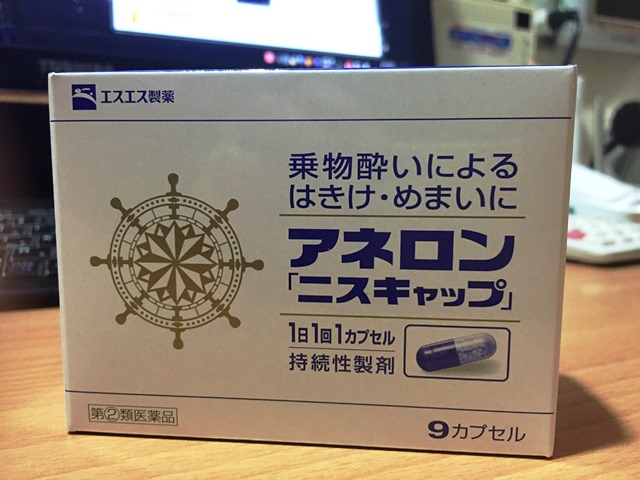 TOSHIBA
エスエス製薬
乗物酔いによる
はきけ・めまいに
アネロン
「ニスキャップ」
1日1回1カプセル
持続性製剤
指②類医薬品
9カプセル